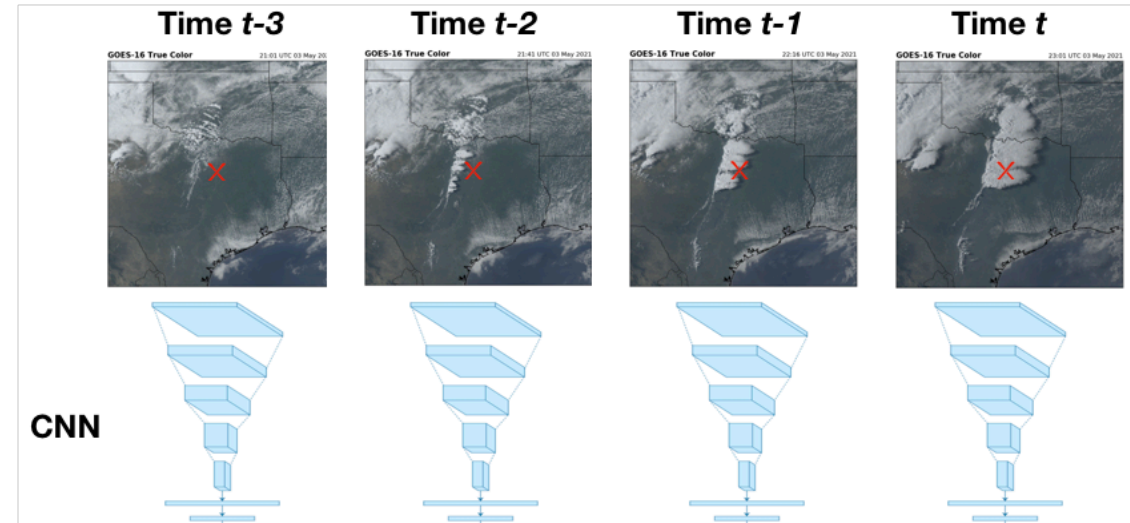 Time t-3 Time t-2 Time t-1 Time t
GOES-16 True Color 21:01 UTC 03 May 202 GOES-16 True Color 21:41 UTC 03 May 2021 GOES-16 True Color 22:16 UTC 03 May 2021 GOES-16 True Color 23:01 UTC 03 May 2021
CNN